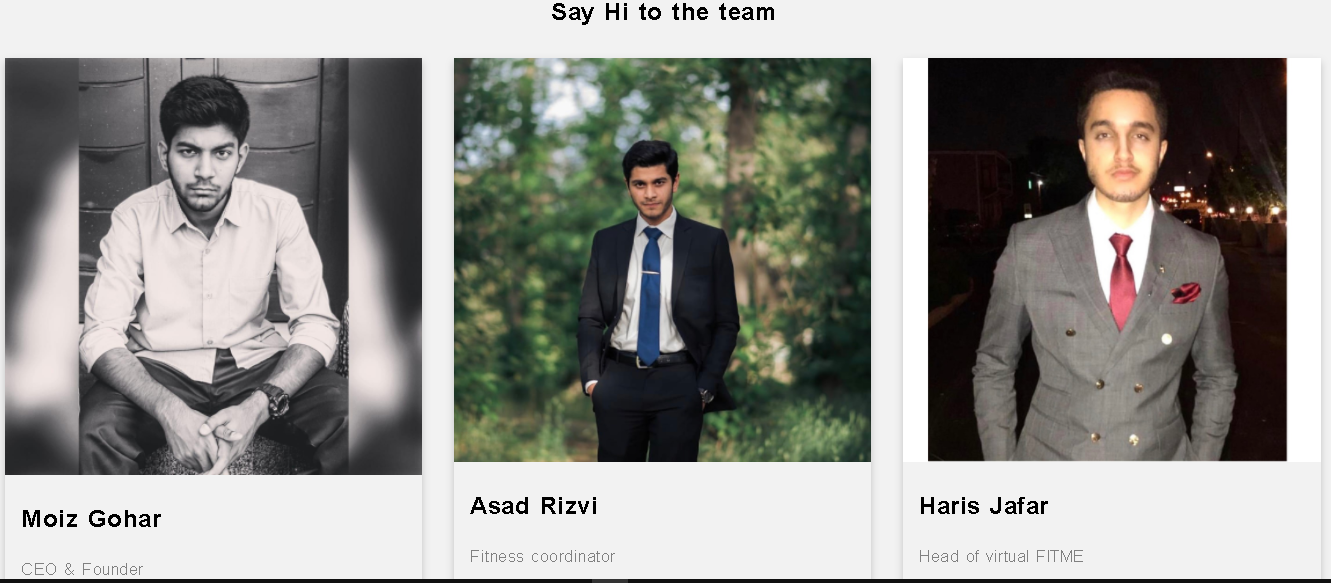 Say Hi to the team
Moiz Gohar
Asad Rizvi
Haris Jafar
CEO & Founder
Fitness coordinator
Head of virtual FITME